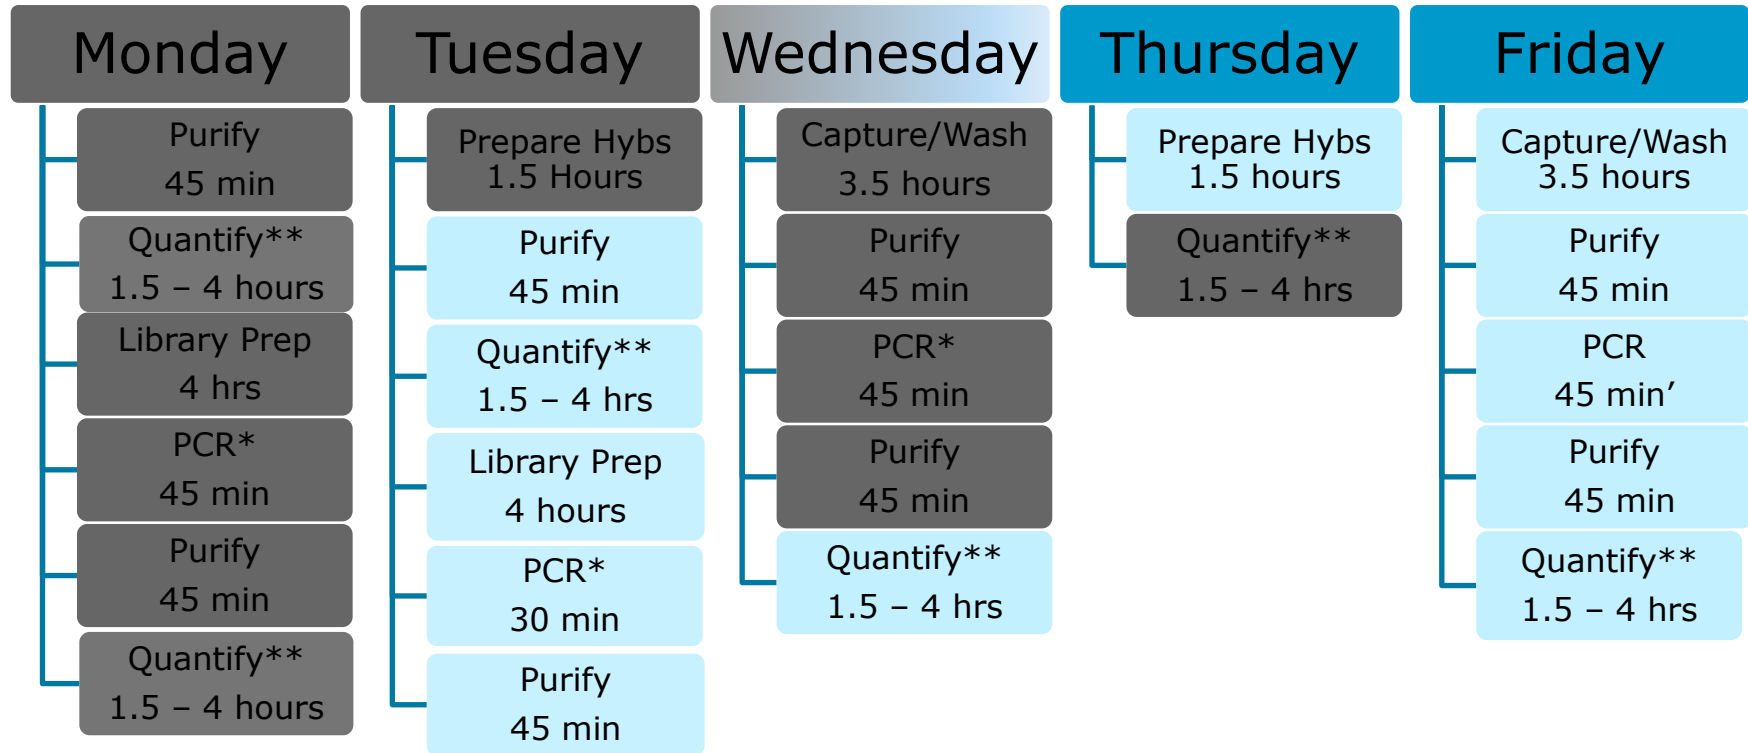 Monday
Purify
45 min
Quantify**
1.5 – 4 hours
Library Prep
4 hrs
PCR*
45 min
Purify
45 min
Quantify**
1.5 – 4 hours
Tuesday
Prepare Hybs
1.5 Hours
Purify
45 min
Quantify**
1.5 – 4 hrs
Library Prep
4 hours
PCR*
30 min
Purify
45 min
Wednesday
Capture/Wash
3.5 hours
Purify
45 min
PCR*
45 min
Purify
45 min
Quantify**
1.5 – 4 hrs
Thursday
Prepare Hybs
1.5 hours
Quantify**
1.5 – 4 hrs
Friday
Capture/Wash
3.5 hours
Purify
45 min
PCR
45 min’
Purify
45 min
Quantify**
1.5 – 4 hrs